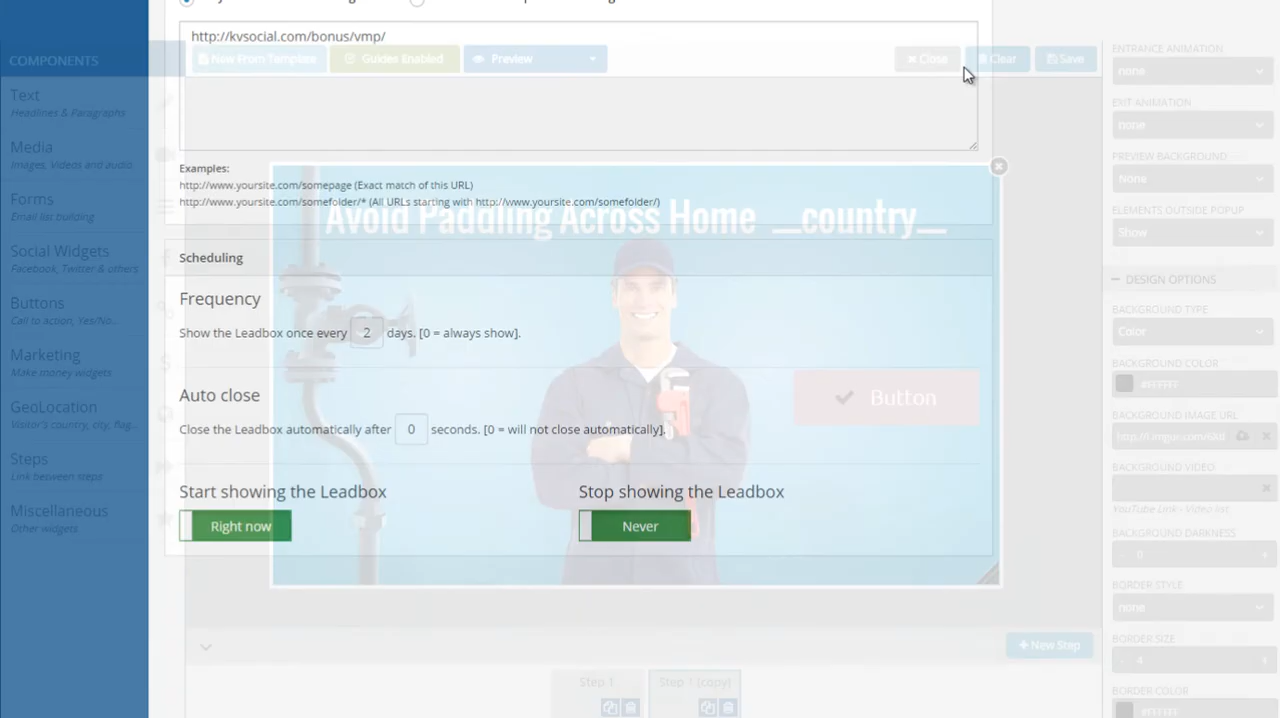 http://kvsocial.com/bonus/vmp/
New From Template
Guides Enabled
Preview
Close
Clear
Save
COMPONENTS
Text
Headlines & Paragraphs
Media
Images, Videos and audio
Forms
Email list building
Social Widgets
Facebook, Twitter & others
Buttons
Call to action, Yes/No...
Marketing
Make money widgets
GeoLocation
Visitor's country, city, flag...
Steps
Link between steps
Miscellaneous
Other widgets
Examples:
http://www.yoursite.com/somepage (Exact match of this URL)
http://www.yoursite.com/somefolder/* (All URLs starting with http://www.yoursite.com/somefolder/)
Avoid Paddling Across Home __country__
Scheduling
Frequency
Show the Leadbox once every 2 days. [0 = always show].
Auto close
Close the Leadbox automatically after 0 seconds. [0 = will not close automatically].
Button
Start showing the Leadbox
Right now
Stop showing the Leadbox
Never
+ New Step
Step 1
Step 1 (copy)
ENTRANCE ANIMATION
none
EXIT ANIMATION
none
PREVIEW BACKGROUND
None
ELEMENTS OUTSIDE POPUP
Show
DESIGN OPTIONS
BACKGROUND TYPE
Color
BACKGROUND COLOR
#FFFFFF
BACKGROUND IMAGE URL
BACKGROUND VIDEO
YouTube Link - Video list
BACKGROUND DARKNESS
- 0 +
BORDER STYLE
none
BORDER SIZE
- 4
BORDER COLOR
#FFFFFF